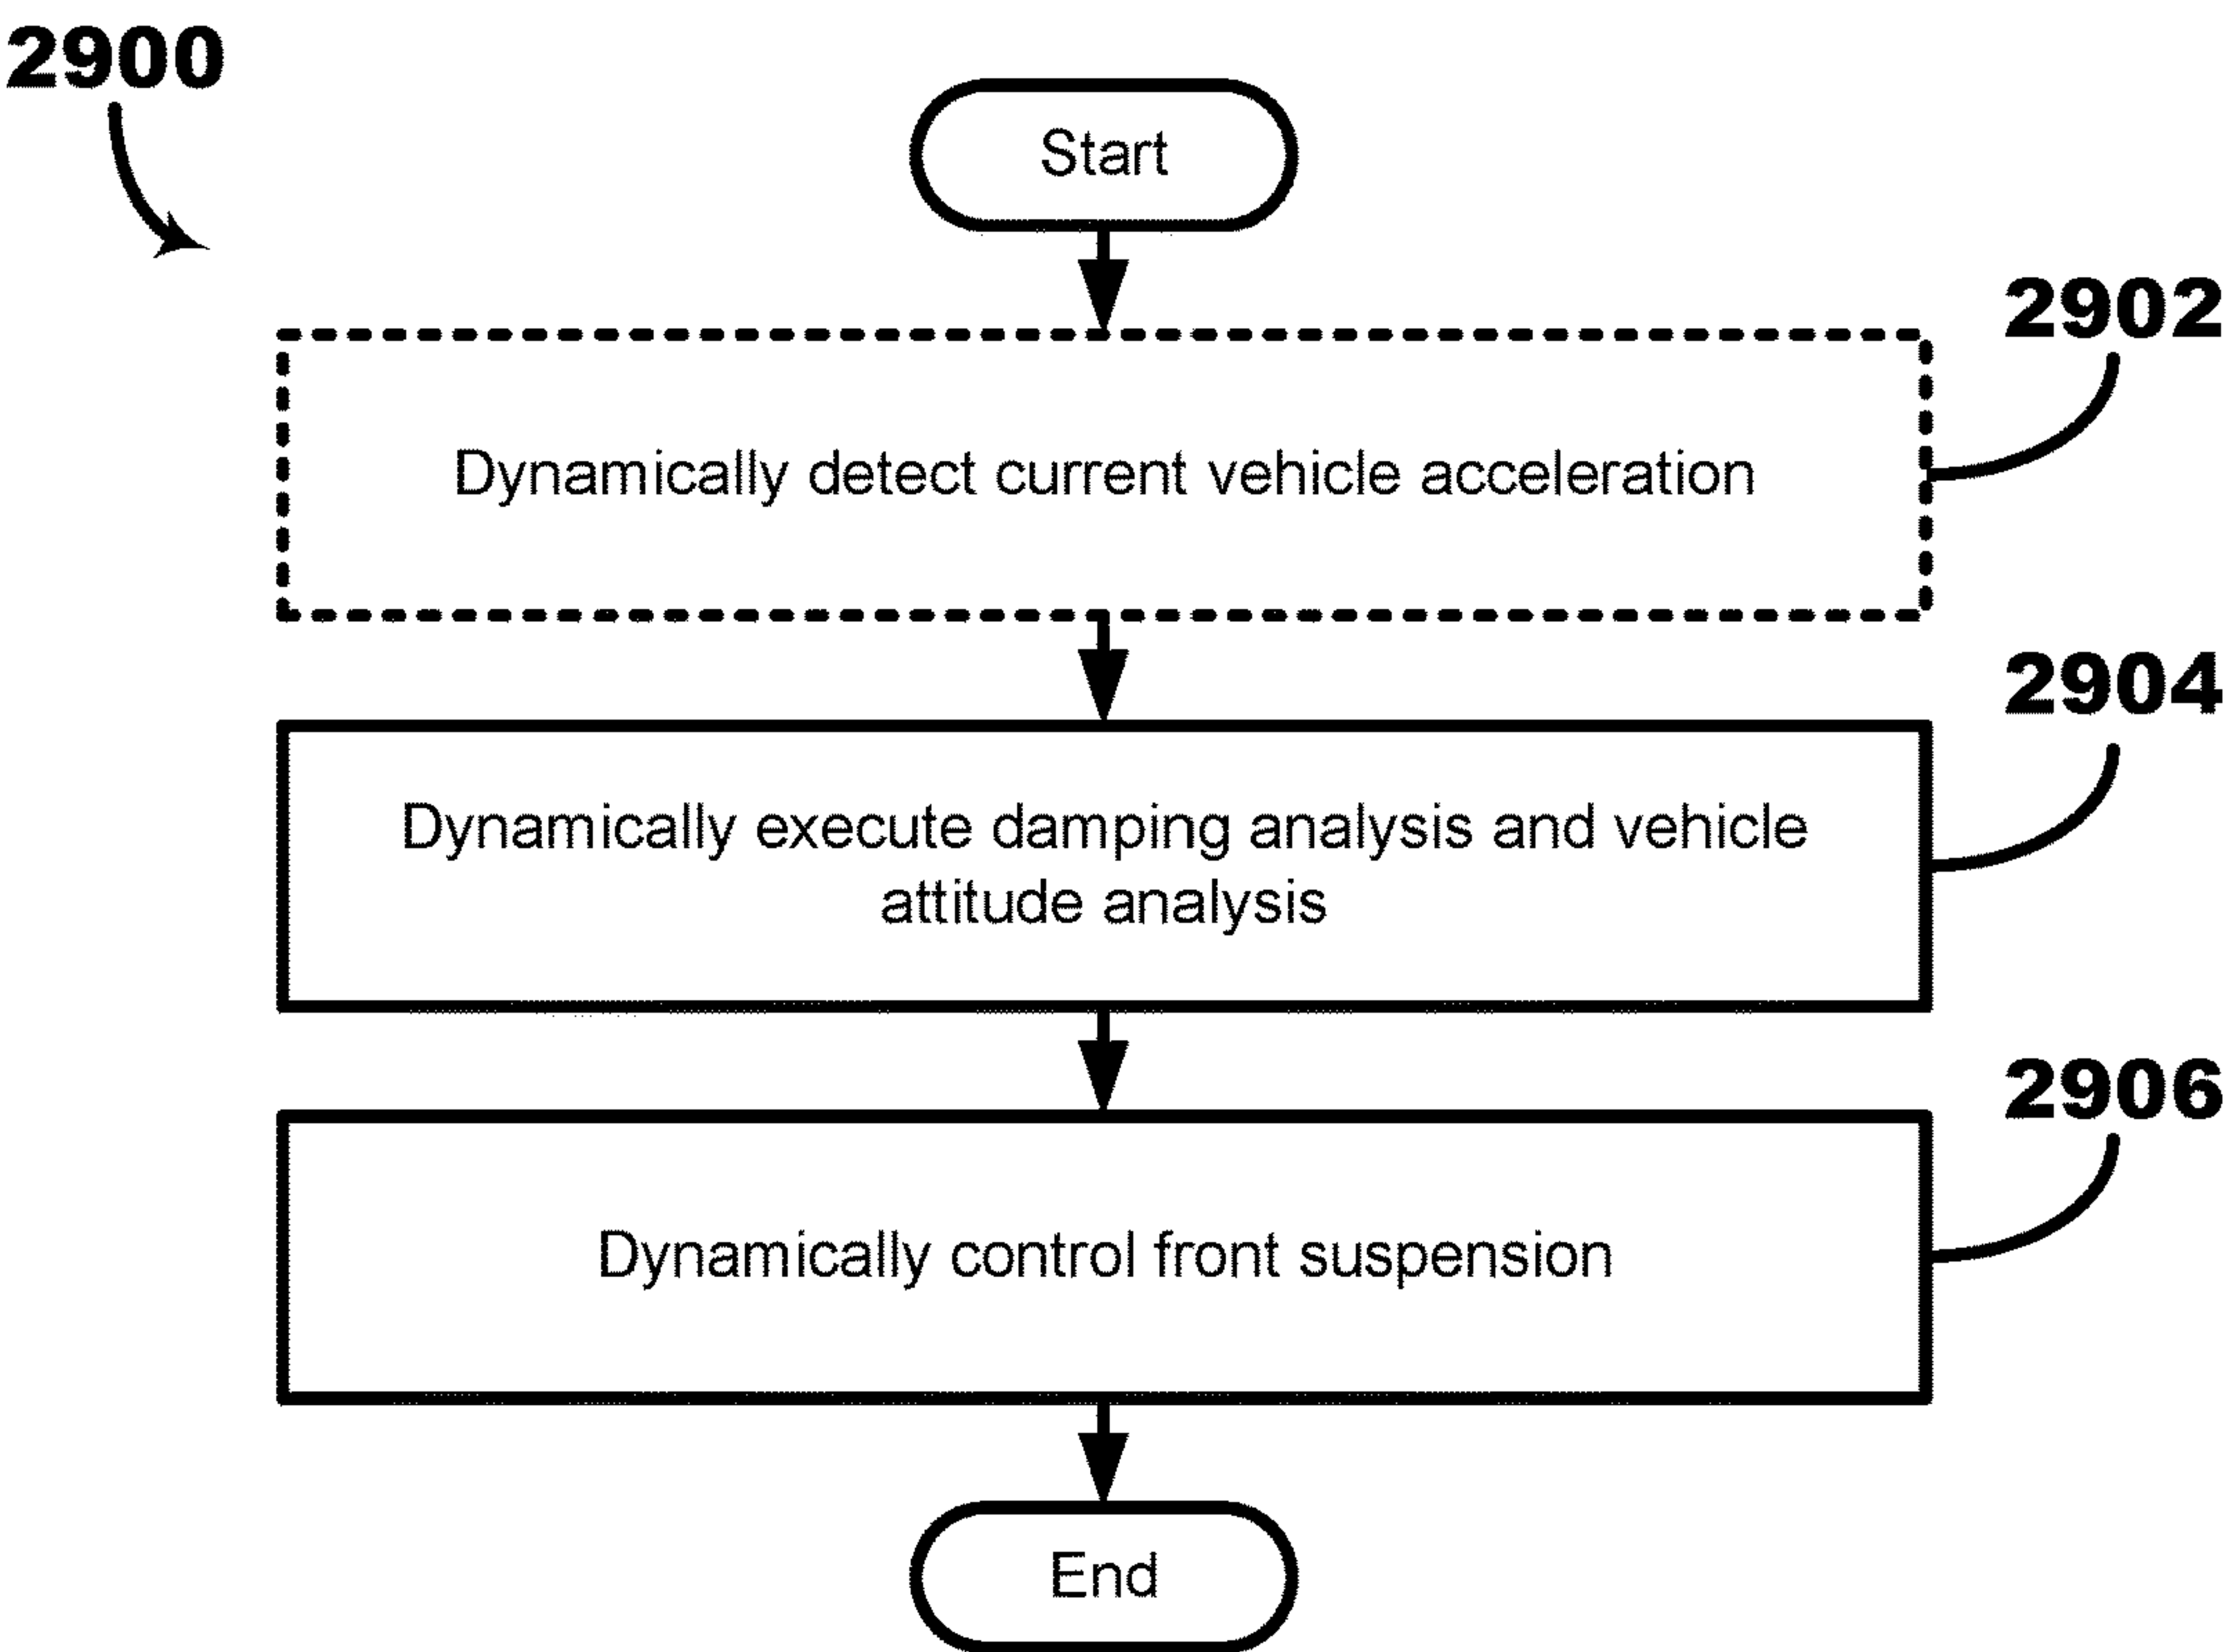 2900
Start
2902
Dynamically detect current vehicle acceleration
2904
Dynamically execute damping analysis and vehicle
attitude analysis
2906
Dynamically control front suspension
End